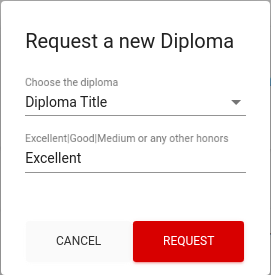 Request a new Diploma
Choose the diploma
Diploma Title
Excellent|Good|Medium or any other honors
Excellent
CANCEL
REQUEST